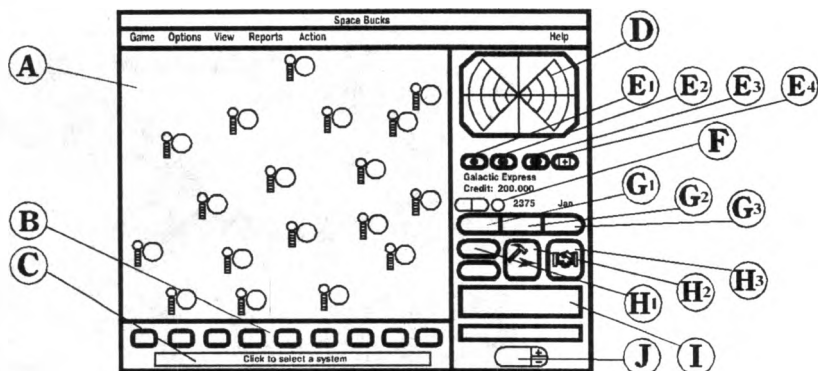 Space Bucks
Game Options View Reports Action Help
A
D
E1
E2
E3
E4
F
Galactic Express
Credit: 200.000
2375 Jan
G1
G2
G3
B
C
H3
H2
H1
Click to select a system
J
I